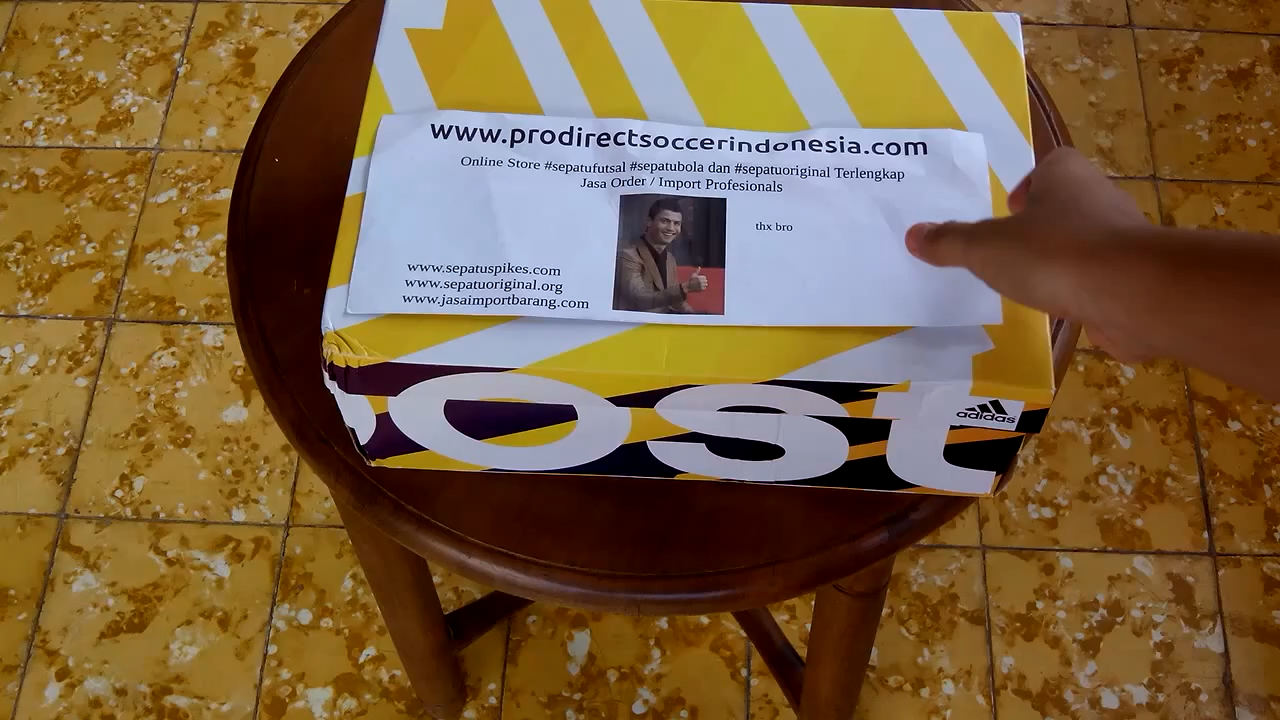 www.prodirectsoccerindonesia.com
Online Store #sepatufutsal #sepatubola dan #sepatuoriginal Terlengkap
Jasa Order / Import Profesionals
thx bro
www.sepatuspikes.com
www.sepatuoriginal.org
www.jasaimportbarang.com
ost
adidas